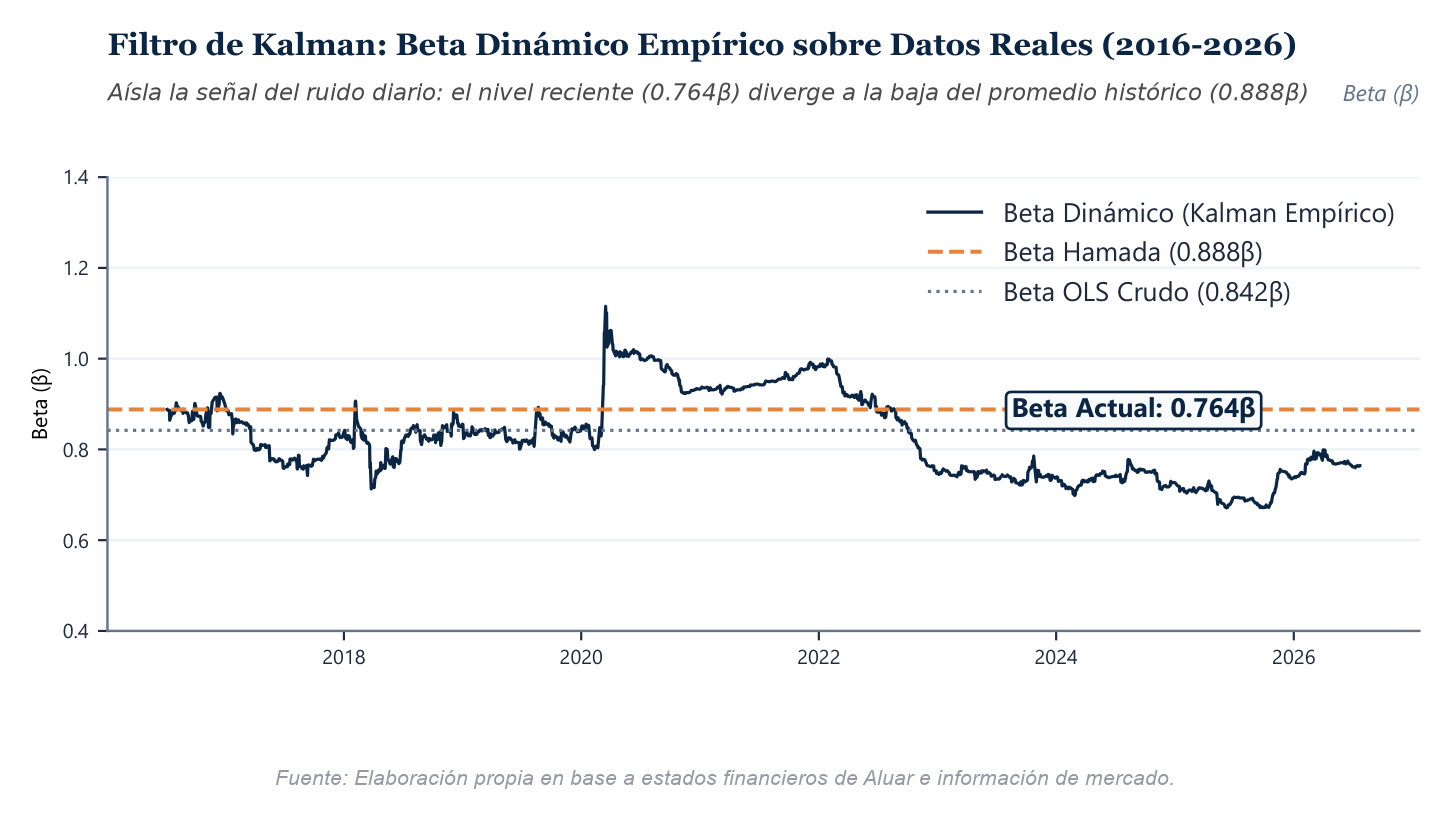 Filtro de Kalman: Beta Dinámico Empírico sobre Datos Reales (2016-2026)
Aísla la señal del ruido diario: el nivel reciente (0.764β) diverge a la baja del promedio histórico (0.888β)
Beta (β)
1.4
1.2
1.0
0.8
0.6
0.4
Beta (β)
Beta Dinámico (Kalman Empírico)
Beta Hamada (0.888β)
Beta OLS Crudo (0.842β)
Beta Actual: 0.764β
2018
2020
2022
2024
2026
Fuente: Elaboración propia en base a estados financieros de Aluar e información de mercado.